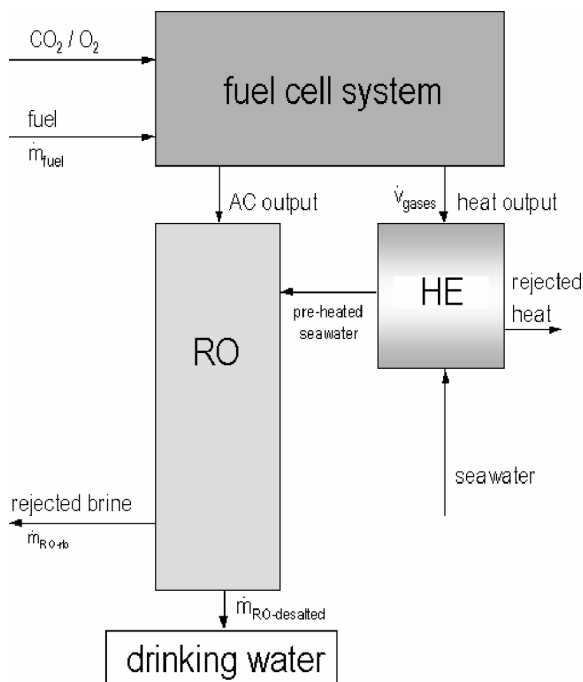 CO₂ / O₂
fuel cell system
fuel
ṁfuel
AC output
v̇gases
heat output
HE
rejected
heat
pre-heated
seawater
RO
seawater
rejected brine
ṁRO-rb
ṁRO-desalted
drinking water